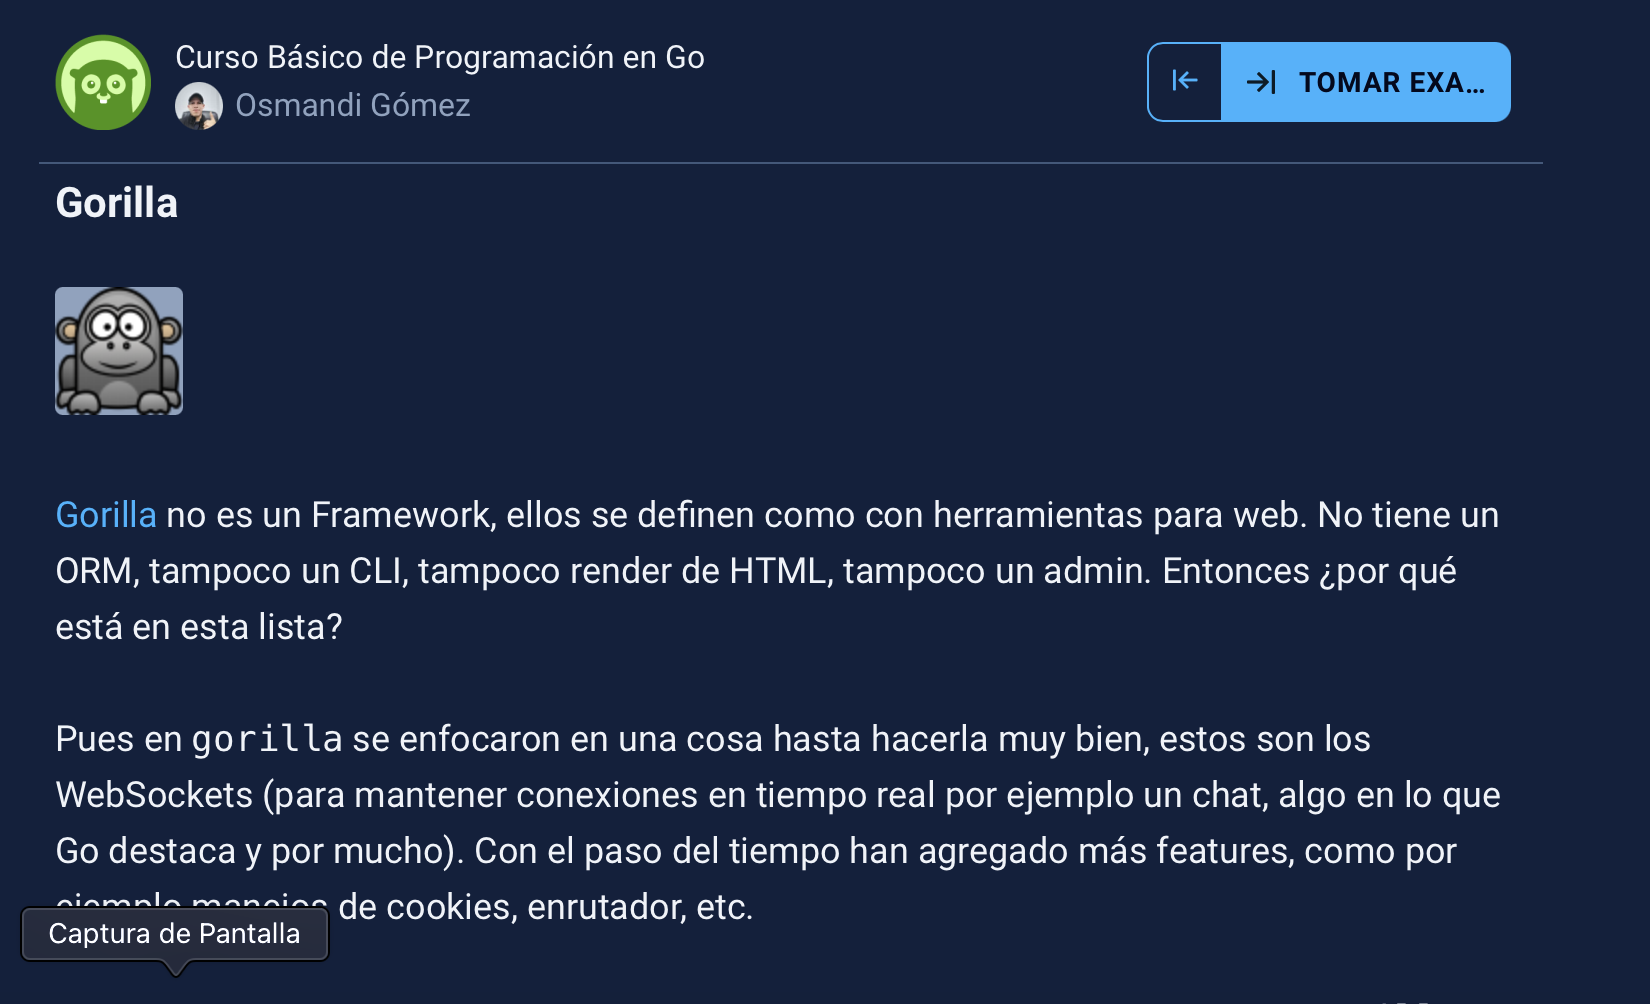 Curso Básico de Programación en Go
Osmandi Gómez
TOMAR EXA...
Gorilla
Gorilla no es un Framework, ellos se definen como con herramientas para web. No tiene un
ORM, tampoco un CLI, tampoco render de HTML, tampoco un admin. Entonces ¿por qué
está en esta lista?
Pues en gorilla se enfocaron en una cosa hasta hacerla muy bien, estos son los
WebSockets (para mantener conexiones en tiempo real por ejemplo un chat, algo en lo que
Go destaca y por mucho). Con el paso del tiempo han agregado más features, como por
ejemplo manejos de cookies, enrutador, etc.
Captura de Pantalla